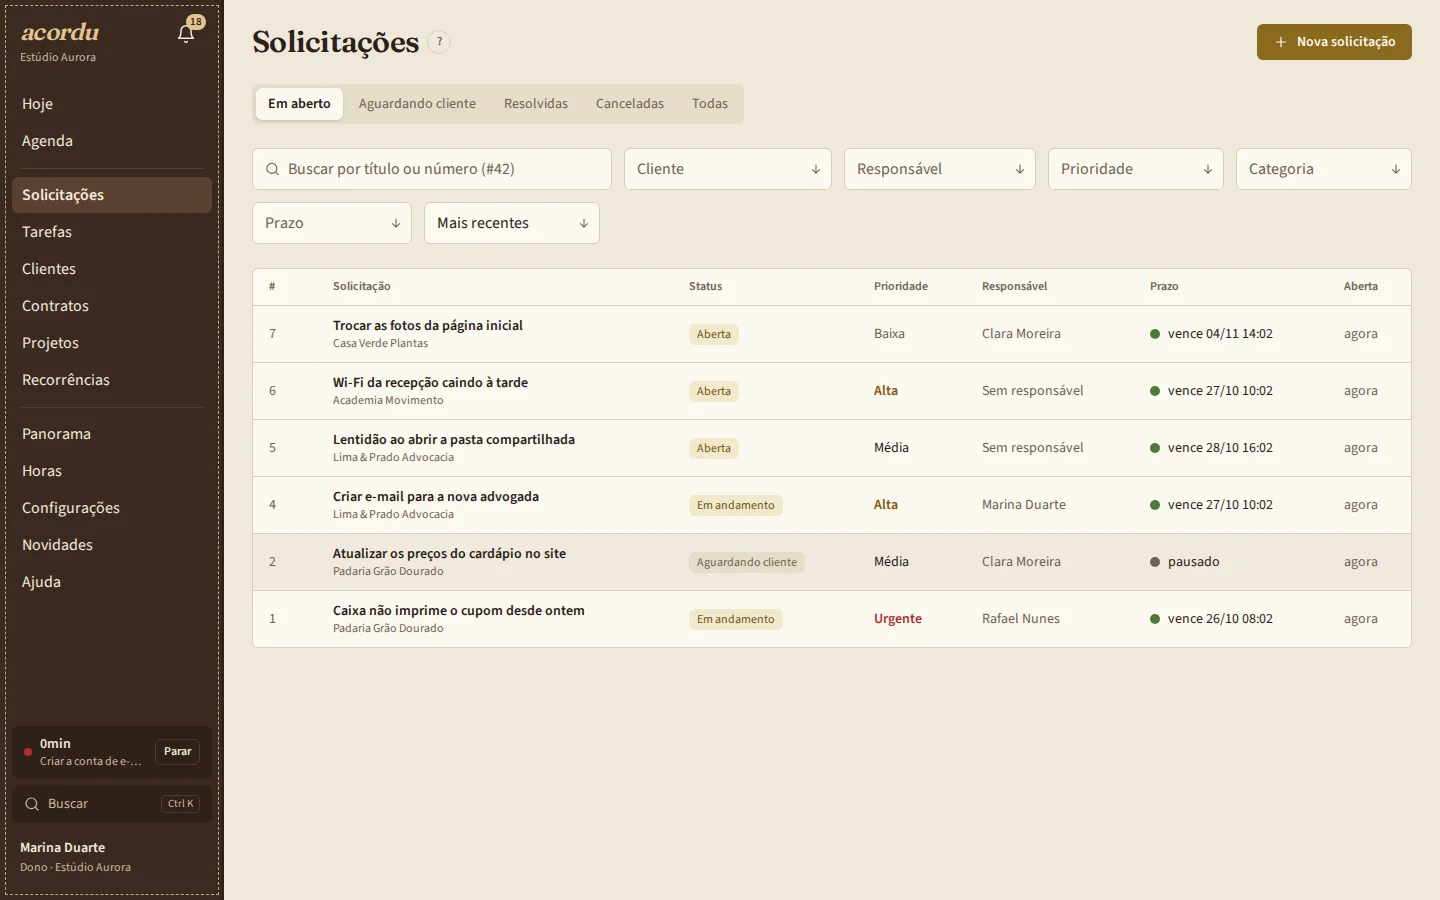 acordu
18
Estúdio Aurora
Hoje
Agenda
Solicitações
Tarefas
Clientes
Contratos
Projetos
Recorrências
Panorama
Horas
Configurações
Novidades
Ajuda
0min
Criar a conta de e-…
Parar
Buscar
Ctrl K
Marina Duarte
Dono · Estúdio Aurora
Solicitações ?
+ Nova solicitação
Em aberto Aguardando cliente Resolvidas Canceladas Todas
Buscar por título ou número (#42) Cliente Responsável Prioridade Categoria
Prazo Mais recentes
# Solicitação Status Prioridade Responsável Prazo Aberta
7 Trocar as fotos da página inicial Aberta Baixa Clara Moreira vence 04/11 14:02 agora
Casa Verde Plantas
6 Wi-Fi da recepção caindo à tarde Aberta Alta Sem responsável vence 27/10 10:02 agora
Academia Movimento
5 Lentidão ao abrir a pasta compartilhada Aberta Média Sem responsável vence 28/10 16:02 agora
Lima & Prado Advocacia
4 Criar e-mail para a nova advogada Em andamento Alta Marina Duarte vence 27/10 10:02 agora
Lima & Prado Advocacia
2 Atualizar os preços do cardápio no site Aguardando cliente Média Clara Moreira pausado agora
Padaria Grão Dourado
1 Caixa não imprime o cupom desde ontem Em andamento Urgente Rafael Nunes vence 26/10 08:02 agora
Padaria Grão Dourado